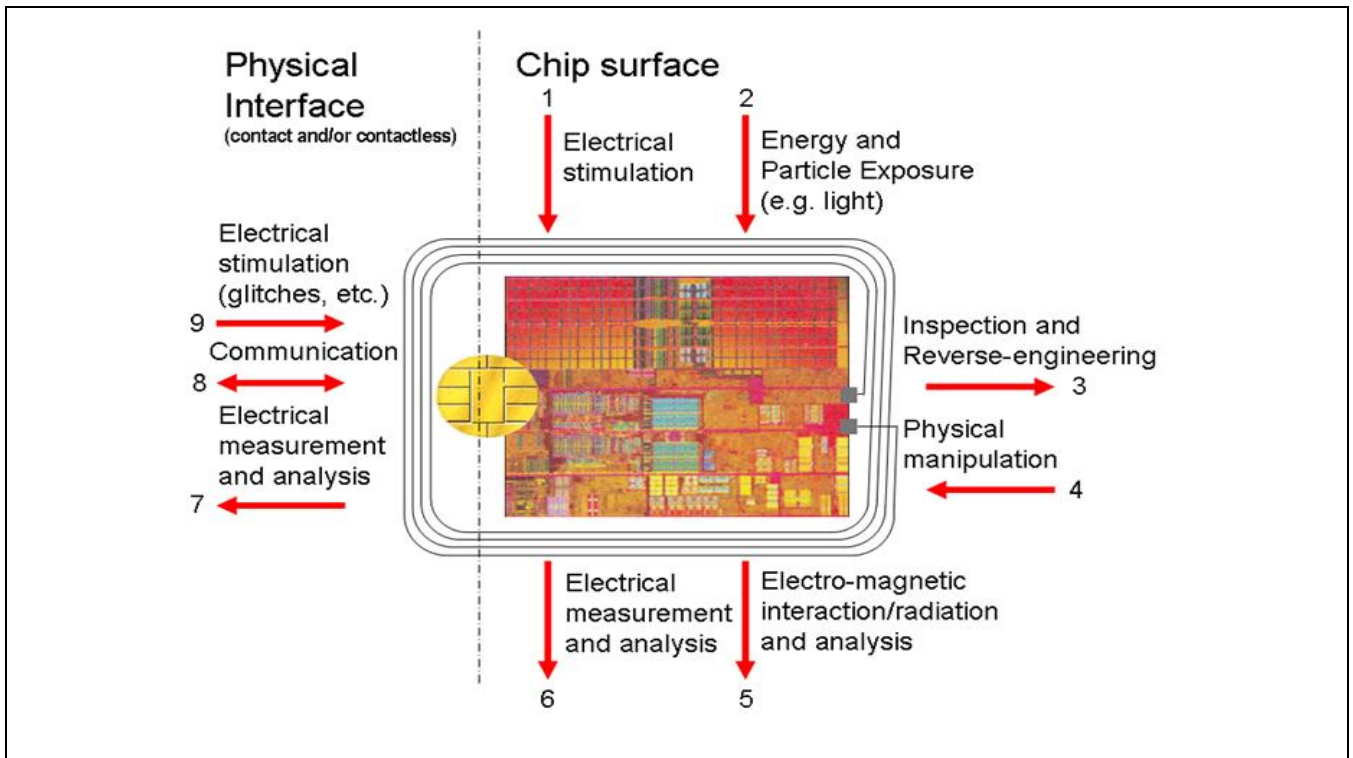 Physical
Interface
(contact and/or contactless)
Chip surface
1
Electrical
stimulation
2
Energy and
Particle Exposure
(e.g. light)
Electrical
stimulation
(glitches, etc.)
9
Communication
8
Electrical
measurement
and analysis
7
Inspection and
Reverse-engineering
3
Physical
manipulation
4
Electrical
measurement
and analysis
6
Electro-magnetic
interaction/radiation
and analysis
5